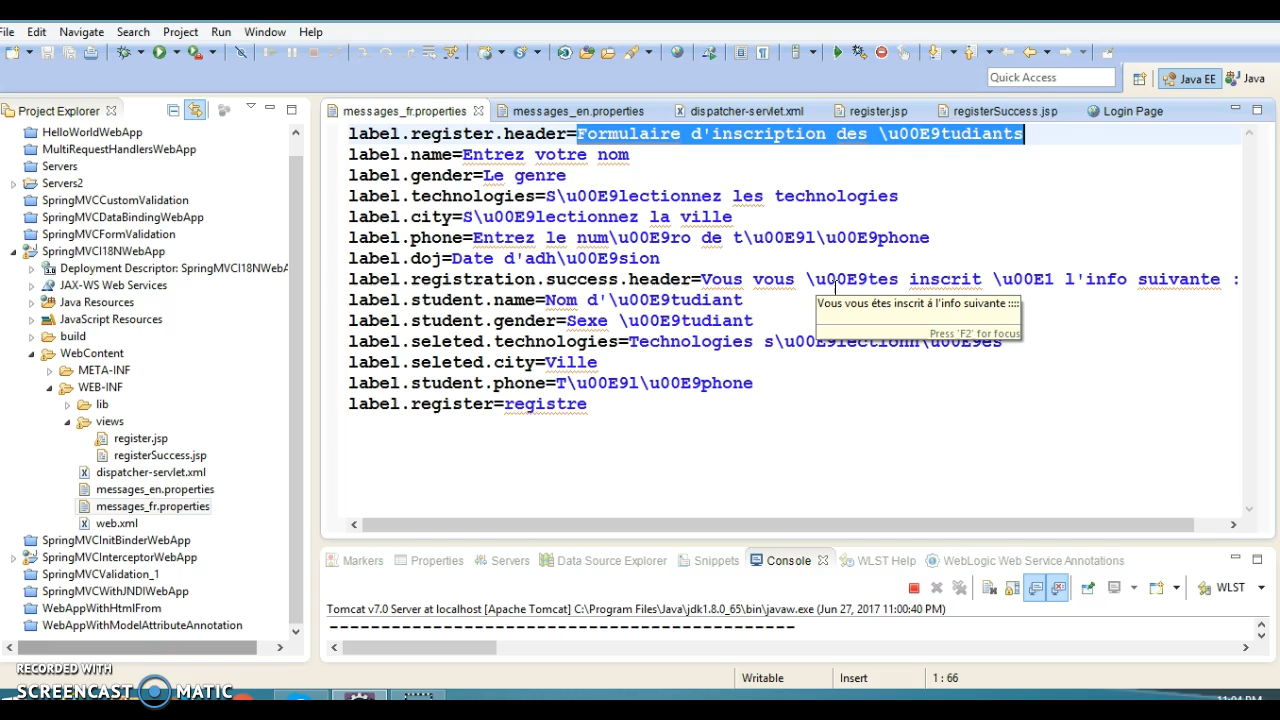 File Edit Navigate Search Project Run Window Help
Quick Access
Java EE
Java
Project Explorer
HelloWorldWebApp
MultiRequestHandlersWebApp
Servers
Servers2
SpringMVCCustomValidation
SpringMVCDataBindingWebApp
SpringMVCFormValidation
SpringMVCI18NWebApp
Deployment Descriptor: SpringMVCI18NWebA
JAX-WS Web Services
Java Resources
JavaScript Resources
build
WebContent
META-INF
WEB-INF
lib
views
register.jsp
registerSuccess.jsp
dispatcher-servlet.xml
messages_en.properties
messages_fr.properties
web.xml
SpringMVCInitBinderWebApp
SpringMVCInterceptorWebApp
SpringMVCValidation_1
SpringMVCWithJNDIWebApp
WebAppWithHtmlFrom
WebAppWithModelAttributeAnnotation
messages_fr.properties messages_en.properties dispatcher-servlet.xml register.jsp registerSuccess.jsp Login Page
label.register.header=Formulaire d'inscription des \u00E9tudiants
label.name=Entrez votre nom
label.gender=Le genre
label.technologies=S\u00E9lectionnez les technologies
label.city=S\u00E9lectionnez la ville
label.phone=Entrez le num\u00E9ro de t\u00E9l\u00E9phone
label.doj=Date d'adh\u00E9sion
label.registration.success.header=Vous vous \u00E9tes inscrit \u00E1 l'info suivante :
label.student.name=Nom d'\u00E9tudiant
Vous vous étes inscrit á l'info suivante ::::
Press 'F2' for focus
label.student.gender=Sexe \u00E9tudiant
label.seleted.technologies=Technologies s\u00E9lectionn\u00E9es
label.seleted.city=Ville
label.student.phone=T\u00E9l\u00E9phone
label.register=registre
Markers Properties Servers Data Source Explorer Snippets Console WLST Help WebLogic Web Service Annotations
WLST
Tomcat v7.0 Server at localhost [Apache Tomcat] C:\Program Files\Java\jdk1.8.0_65\bin\javaw.exe (Jun 27, 2017 11:00:40 PM)
---------------------------------------------
Writable Insert 1 : 66
RECORDED WITH
SCREENCAST MATIC